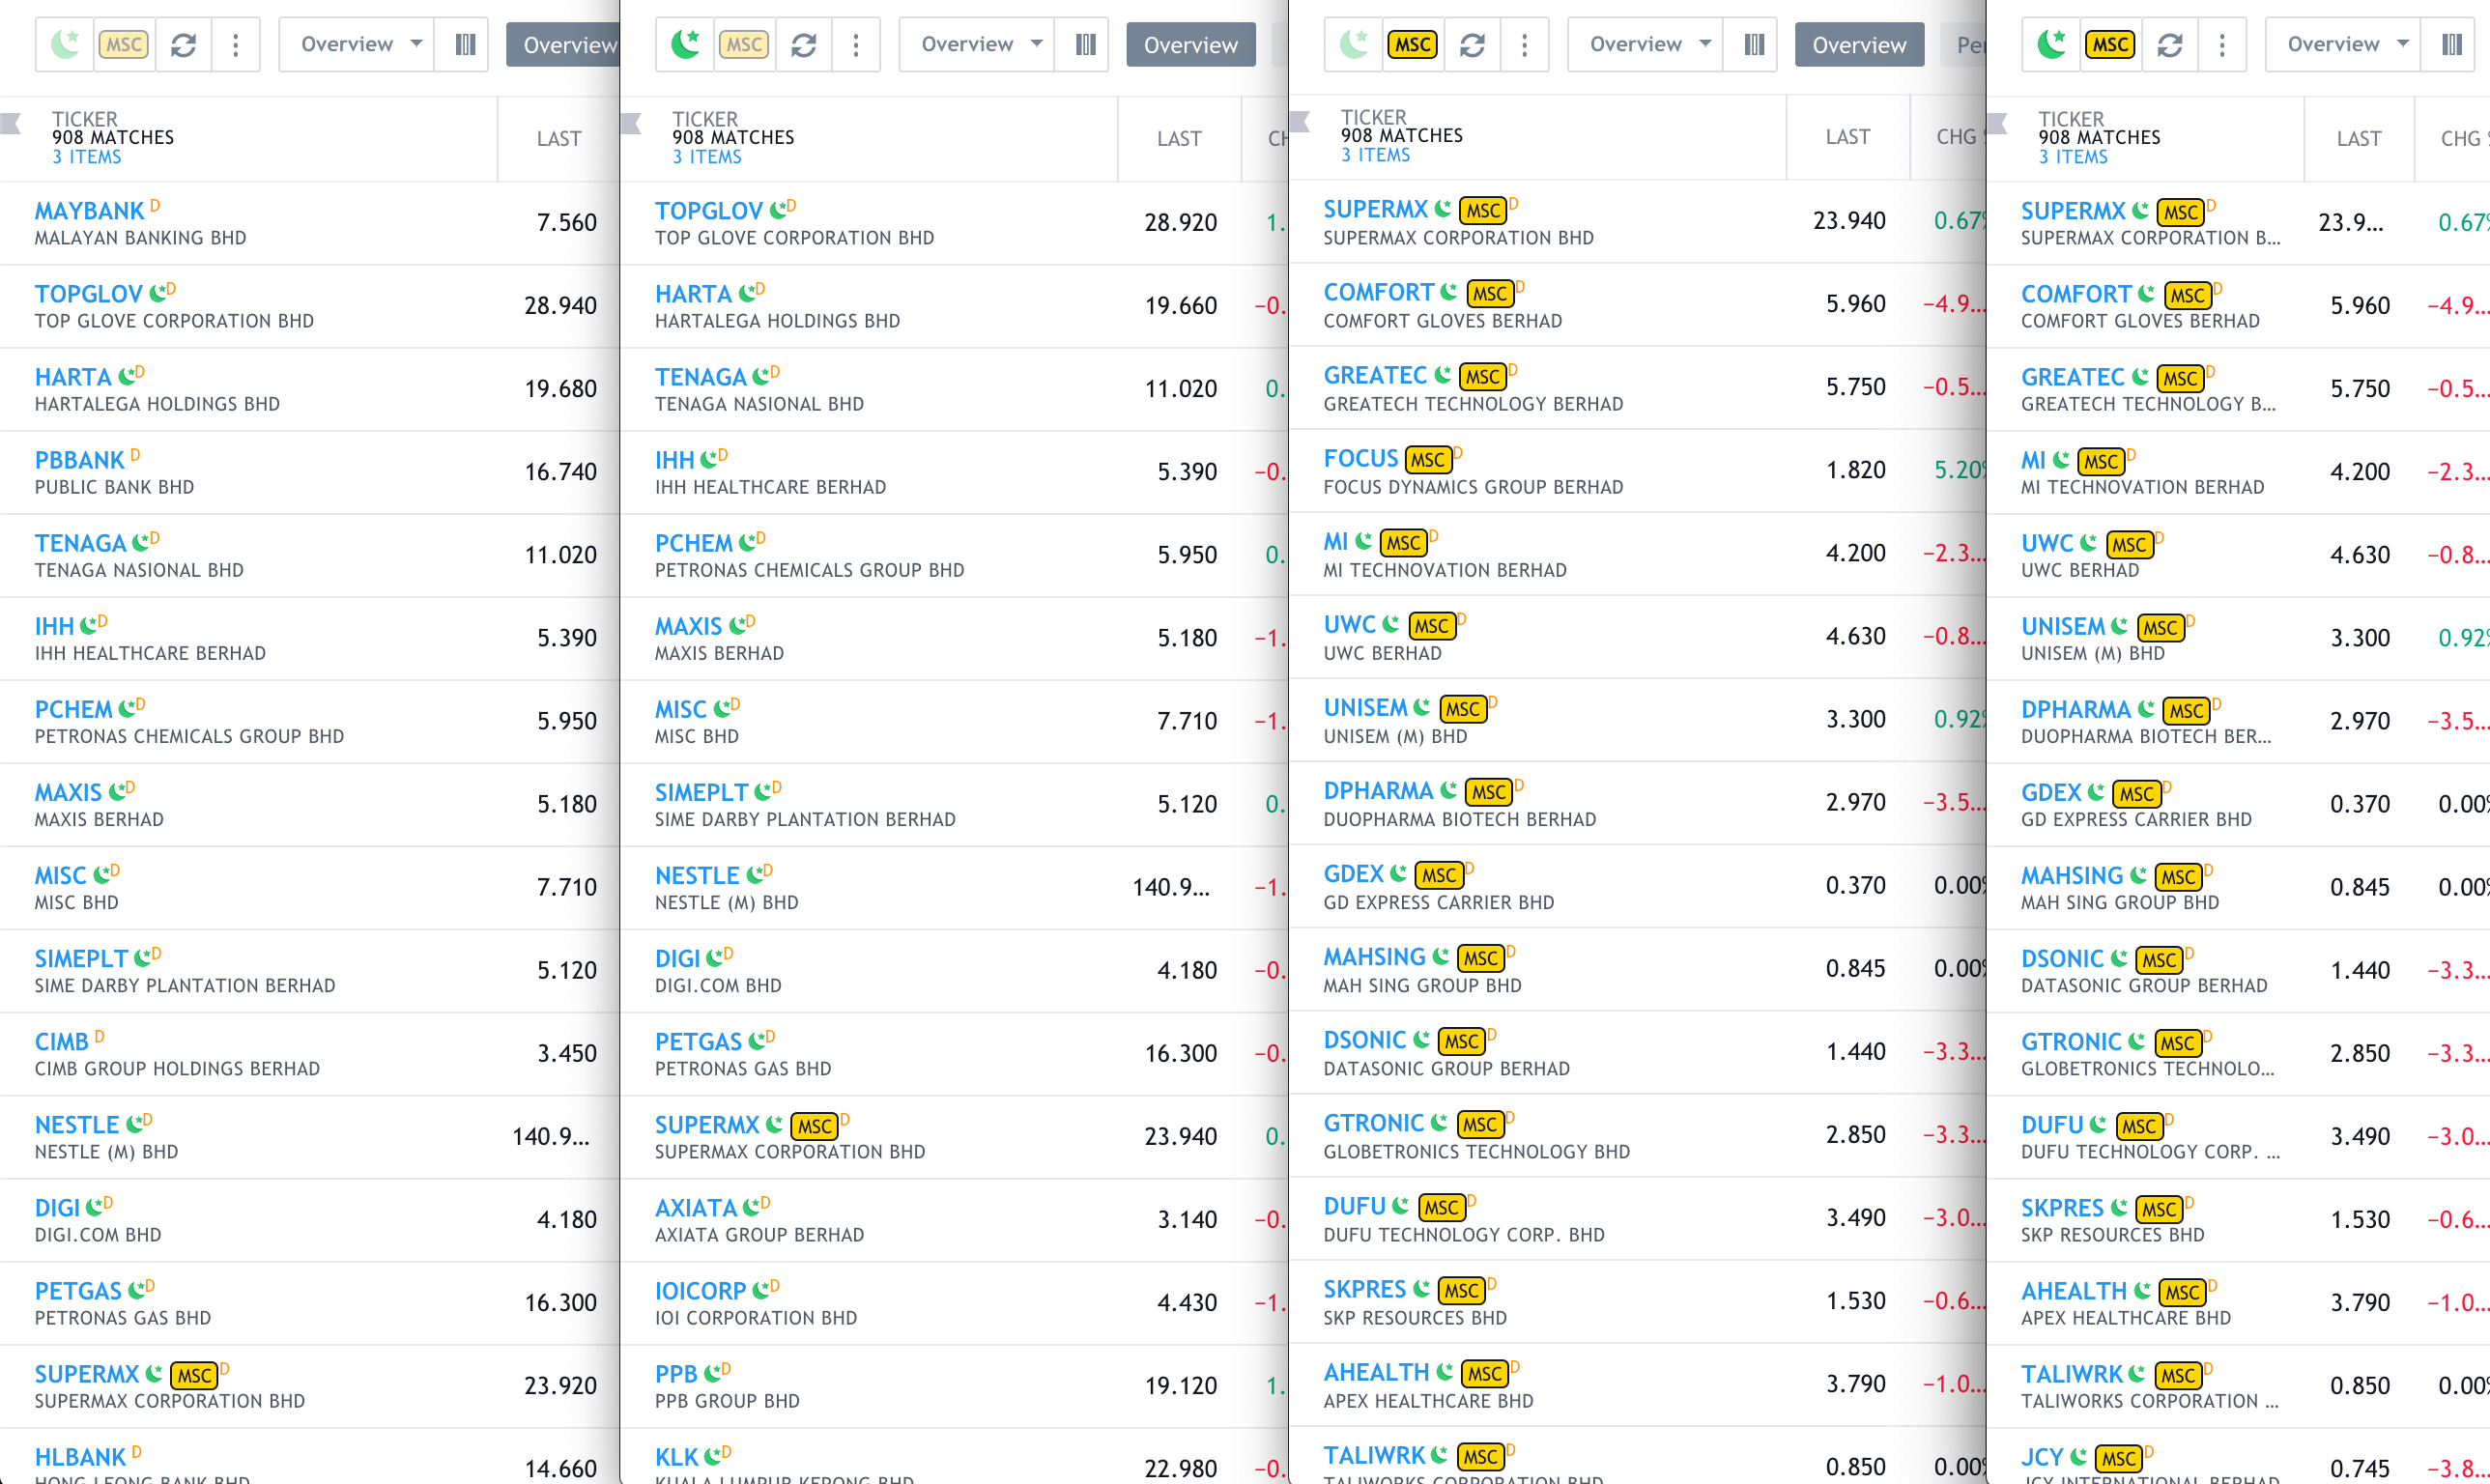 MSC
Overview
Overview
TICKER
908 MATCHES
3 ITEMS
LAST
MAYBANK D
MALAYAN BANKING BHD
7.560
TOPGLOV D
TOP GLOVE CORPORATION BHD
28.940
HARTA D
HARTALEGA HOLDINGS BHD
19.680
PBBANK D
PUBLIC BANK BHD
16.740
TENAGA D
TENAGA NASIONAL BHD
11.020
IHH D
IHH HEALTHCARE BERHAD
5.390
PCHEM D
PETRONAS CHEMICALS GROUP BHD
5.950
MAXIS D
MAXIS BERHAD
5.180
MISC D
MISC BHD
7.710
SIMEPLT D
SIME DARBY PLANTATION BERHAD
5.120
CIMB D
CIMB GROUP HOLDINGS BERHAD
3.450
NESTLE D
NESTLE (M) BHD
140.9...
DIGI D
DIGI.COM BHD
4.180
PETGAS D
PETRONAS GAS BHD
16.300
SUPERMX MSC D
SUPERMAX CORPORATION BHD
23.920
HLBANK D
HONG LEONG BANK BHD
14.660
MSC
Overview
Overview
TICKER
908 MATCHES
3 ITEMS
LAST
CH
TOPGLOV D
TOP GLOVE CORPORATION BHD
28.920
1.
HARTA D
HARTALEGA HOLDINGS BHD
19.660
−0.
TENAGA D
TENAGA NASIONAL BHD
11.020
0.
IHH D
IHH HEALTHCARE BERHAD
5.390
−0.
PCHEM D
PETRONAS CHEMICALS GROUP BHD
5.950
0.
MAXIS D
MAXIS BERHAD
5.180
−1.
MISC D
MISC BHD
7.710
−1.
SIMEPLT D
SIME DARBY PLANTATION BERHAD
5.120
0.
NESTLE D
NESTLE (M) BHD
140.9...
−1.
DIGI D
DIGI.COM BHD
4.180
−0.
PETGAS D
PETRONAS GAS BHD
16.300
−0.
SUPERMX MSC D
SUPERMAX CORPORATION BHD
23.940
0.
AXIATA D
AXIATA GROUP BERHAD
3.140
−0.
IOICORP D
IOI CORPORATION BHD
4.430
−1.
PPB D
PPB GROUP BHD
19.120
1.
KLK D
KUALA LUMPUR KEPONG BHD
22.980
−0.
MSC
Overview
Overview
Per
TICKER
908 MATCHES
3 ITEMS
LAST
CHG %
SUPERMX MSC D
SUPERMAX CORPORATION BHD
23.940
0.67%
COMFORT MSC D
COMFORT GLOVES BERHAD
5.960
−4.9...
GREATEC MSC D
GREATECH TECHNOLOGY BERHAD
5.750
−0.5...
FOCUS MSC D
FOCUS DYNAMICS GROUP BERHAD
1.820
5.20%
MI MSC D
MI TECHNOVATION BERHAD
4.200
−2.3...
UWC MSC D
UWC BERHAD
4.630
−0.8...
UNISEM MSC D
UNISEM (M) BHD
3.300
0.92%
DPHARMA MSC D
DUOPHARMA BIOTECH BERHAD
2.970
−3.5...
GDEX MSC D
GD EXPRESS CARRIER BHD
0.370
0.00%
MAHSING MSC D
MAH SING GROUP BHD
0.845
0.00%
DSONIC MSC D
DATASONIC GROUP BERHAD
1.440
−3.3...
GTRONIC MSC D
GLOBETRONICS TECHNOLOGY BHD
2.850
−3.3...
DUFU MSC D
DUFU TECHNOLOGY CORP. BHD
3.490
−3.0...
SKPRES MSC D
SKP RESOURCES BHD
1.530
−0.6...
AHEALTH MSC D
APEX HEALTHCARE BHD
3.790
−1.0...
TALIWRK MSC D
TALIWORKS CORPORATION BHD
0.850
0.00%
MSC
Overview
TICKER
908 MATCHES
3 ITEMS
LAST
CHG %
SUPERMX MSC D
SUPERMAX CORPORATION B...
23.9...
0.67%
COMFORT MSC D
COMFORT GLOVES BERHAD
5.960
−4.9...
GREATEC MSC D
GREATECH TECHNOLOGY B...
5.750
−0.5...
MI MSC D
MI TECHNOVATION BERHAD
4.200
−2.3...
UWC MSC D
UWC BERHAD
4.630
−0.8...
UNISEM MSC D
UNISEM (M) BHD
3.300
0.92%
DPHARMA MSC D
DUOPHARMA BIOTECH BER...
2.970
−3.5...
GDEX MSC D
GD EXPRESS CARRIER BHD
0.370
0.00%
MAHSING MSC D
MAH SING GROUP BHD
0.845
0.00%
DSONIC MSC D
DATASONIC GROUP BERHAD
1.440
−3.3...
GTRONIC MSC D
GLOBETRONICS TECHNOLO...
2.850
−3.3...
DUFU MSC D
DUFU TECHNOLOGY CORP. ...
3.490
−3.0...
SKPRES MSC D
SKP RESOURCES BHD
1.530
−0.6...
AHEALTH MSC D
APEX HEALTHCARE BHD
3.790
−1.0...
TALIWRK MSC D
TALIWORKS CORPORATION ...
0.850
0.00%
JCY MSC D
JCY INTERNATIONAL BERHAD
0.745
−3.8...